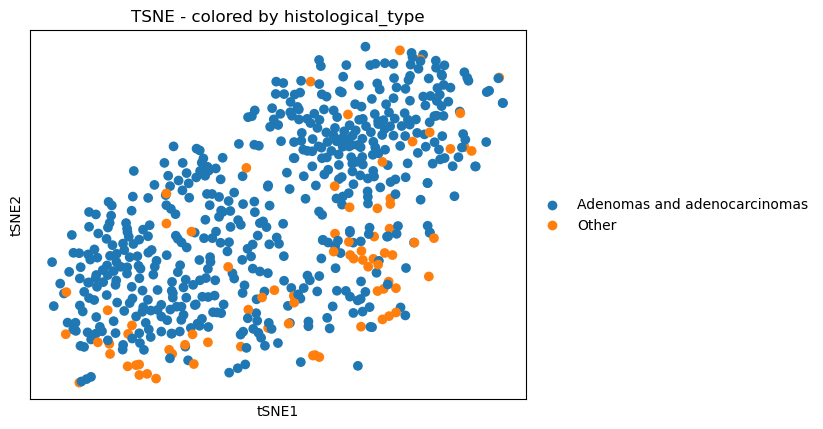 TSNE - colored by histological_type
tSNE2
Adenomas and adenocarcinomas
Other
tSNE1